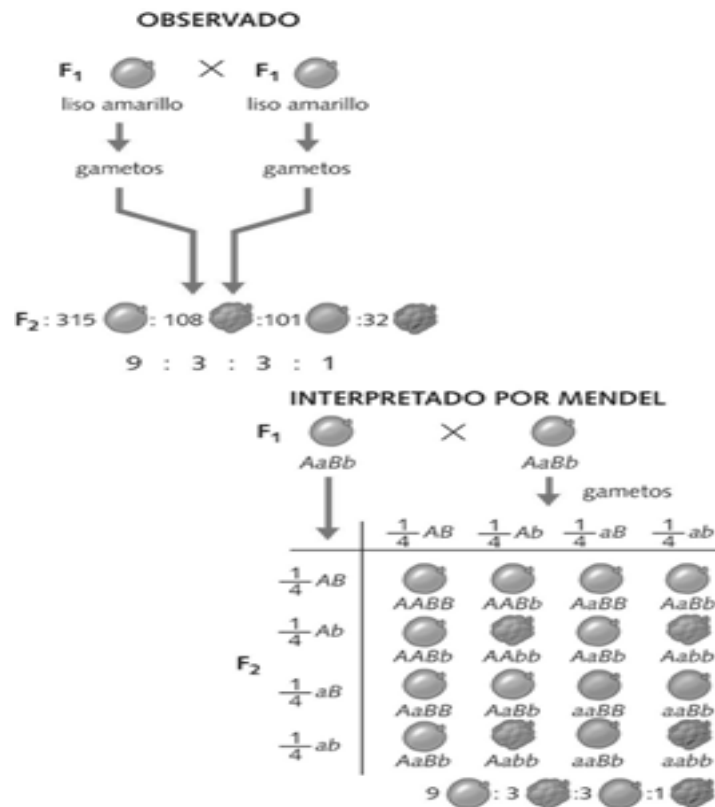 OBSERVADO
F1 × F1
liso amarillo liso amarillo
gametos gametos
F2: 315 : 108 :101 :32
9 : 3 : 3 : 1
INTERPRETADO POR MENDEL
F1 ×
AaBb AaBb
gametos
1/4 AB 1/4 Ab 1/4 aB 1/4 ab
1/4 AB
AABB AABb AaBB AaBb
1/4 Ab
AABb AAbb AaBb Aabb
F2
1/4 aB
AaBB AaBb aaBB aaBb
1/4 ab
AaBb Aabb aaBb aabb
9 : 3 :3 :1